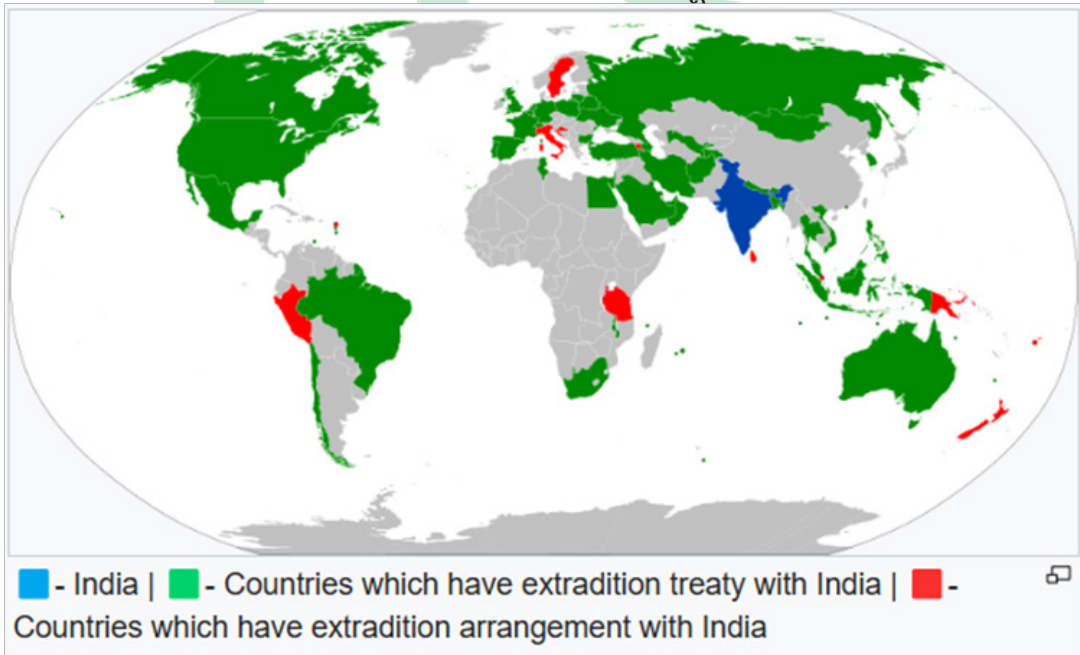 - India | - Countries which have extradition treaty with India | -
Countries which have extradition arrangement with India